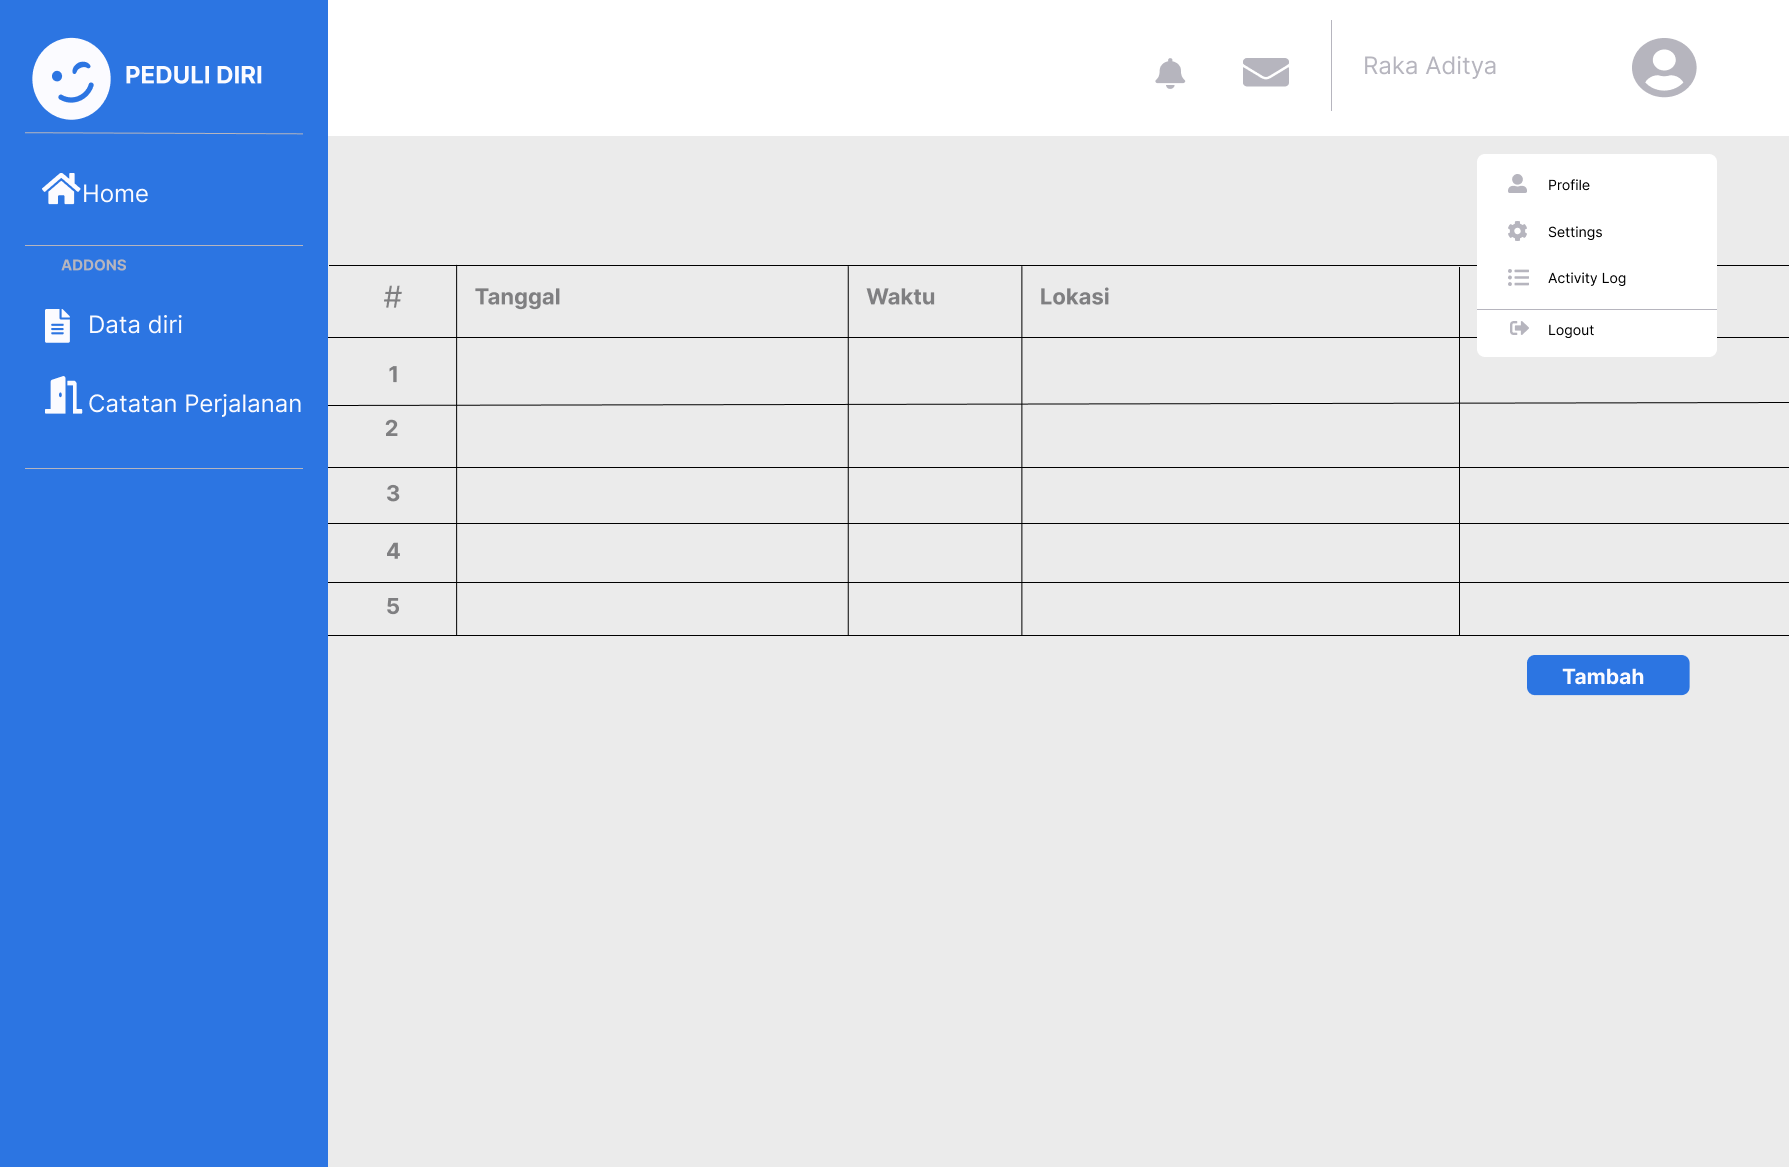 PEDULI DIRI
Raka Aditya
Home
ADDONS
Data diri
Catatan Perjalanan
Profile
Settings
Activity Log
Logout
# Tanggal Waktu Lokasi
1
2
3
4
5
Tambah